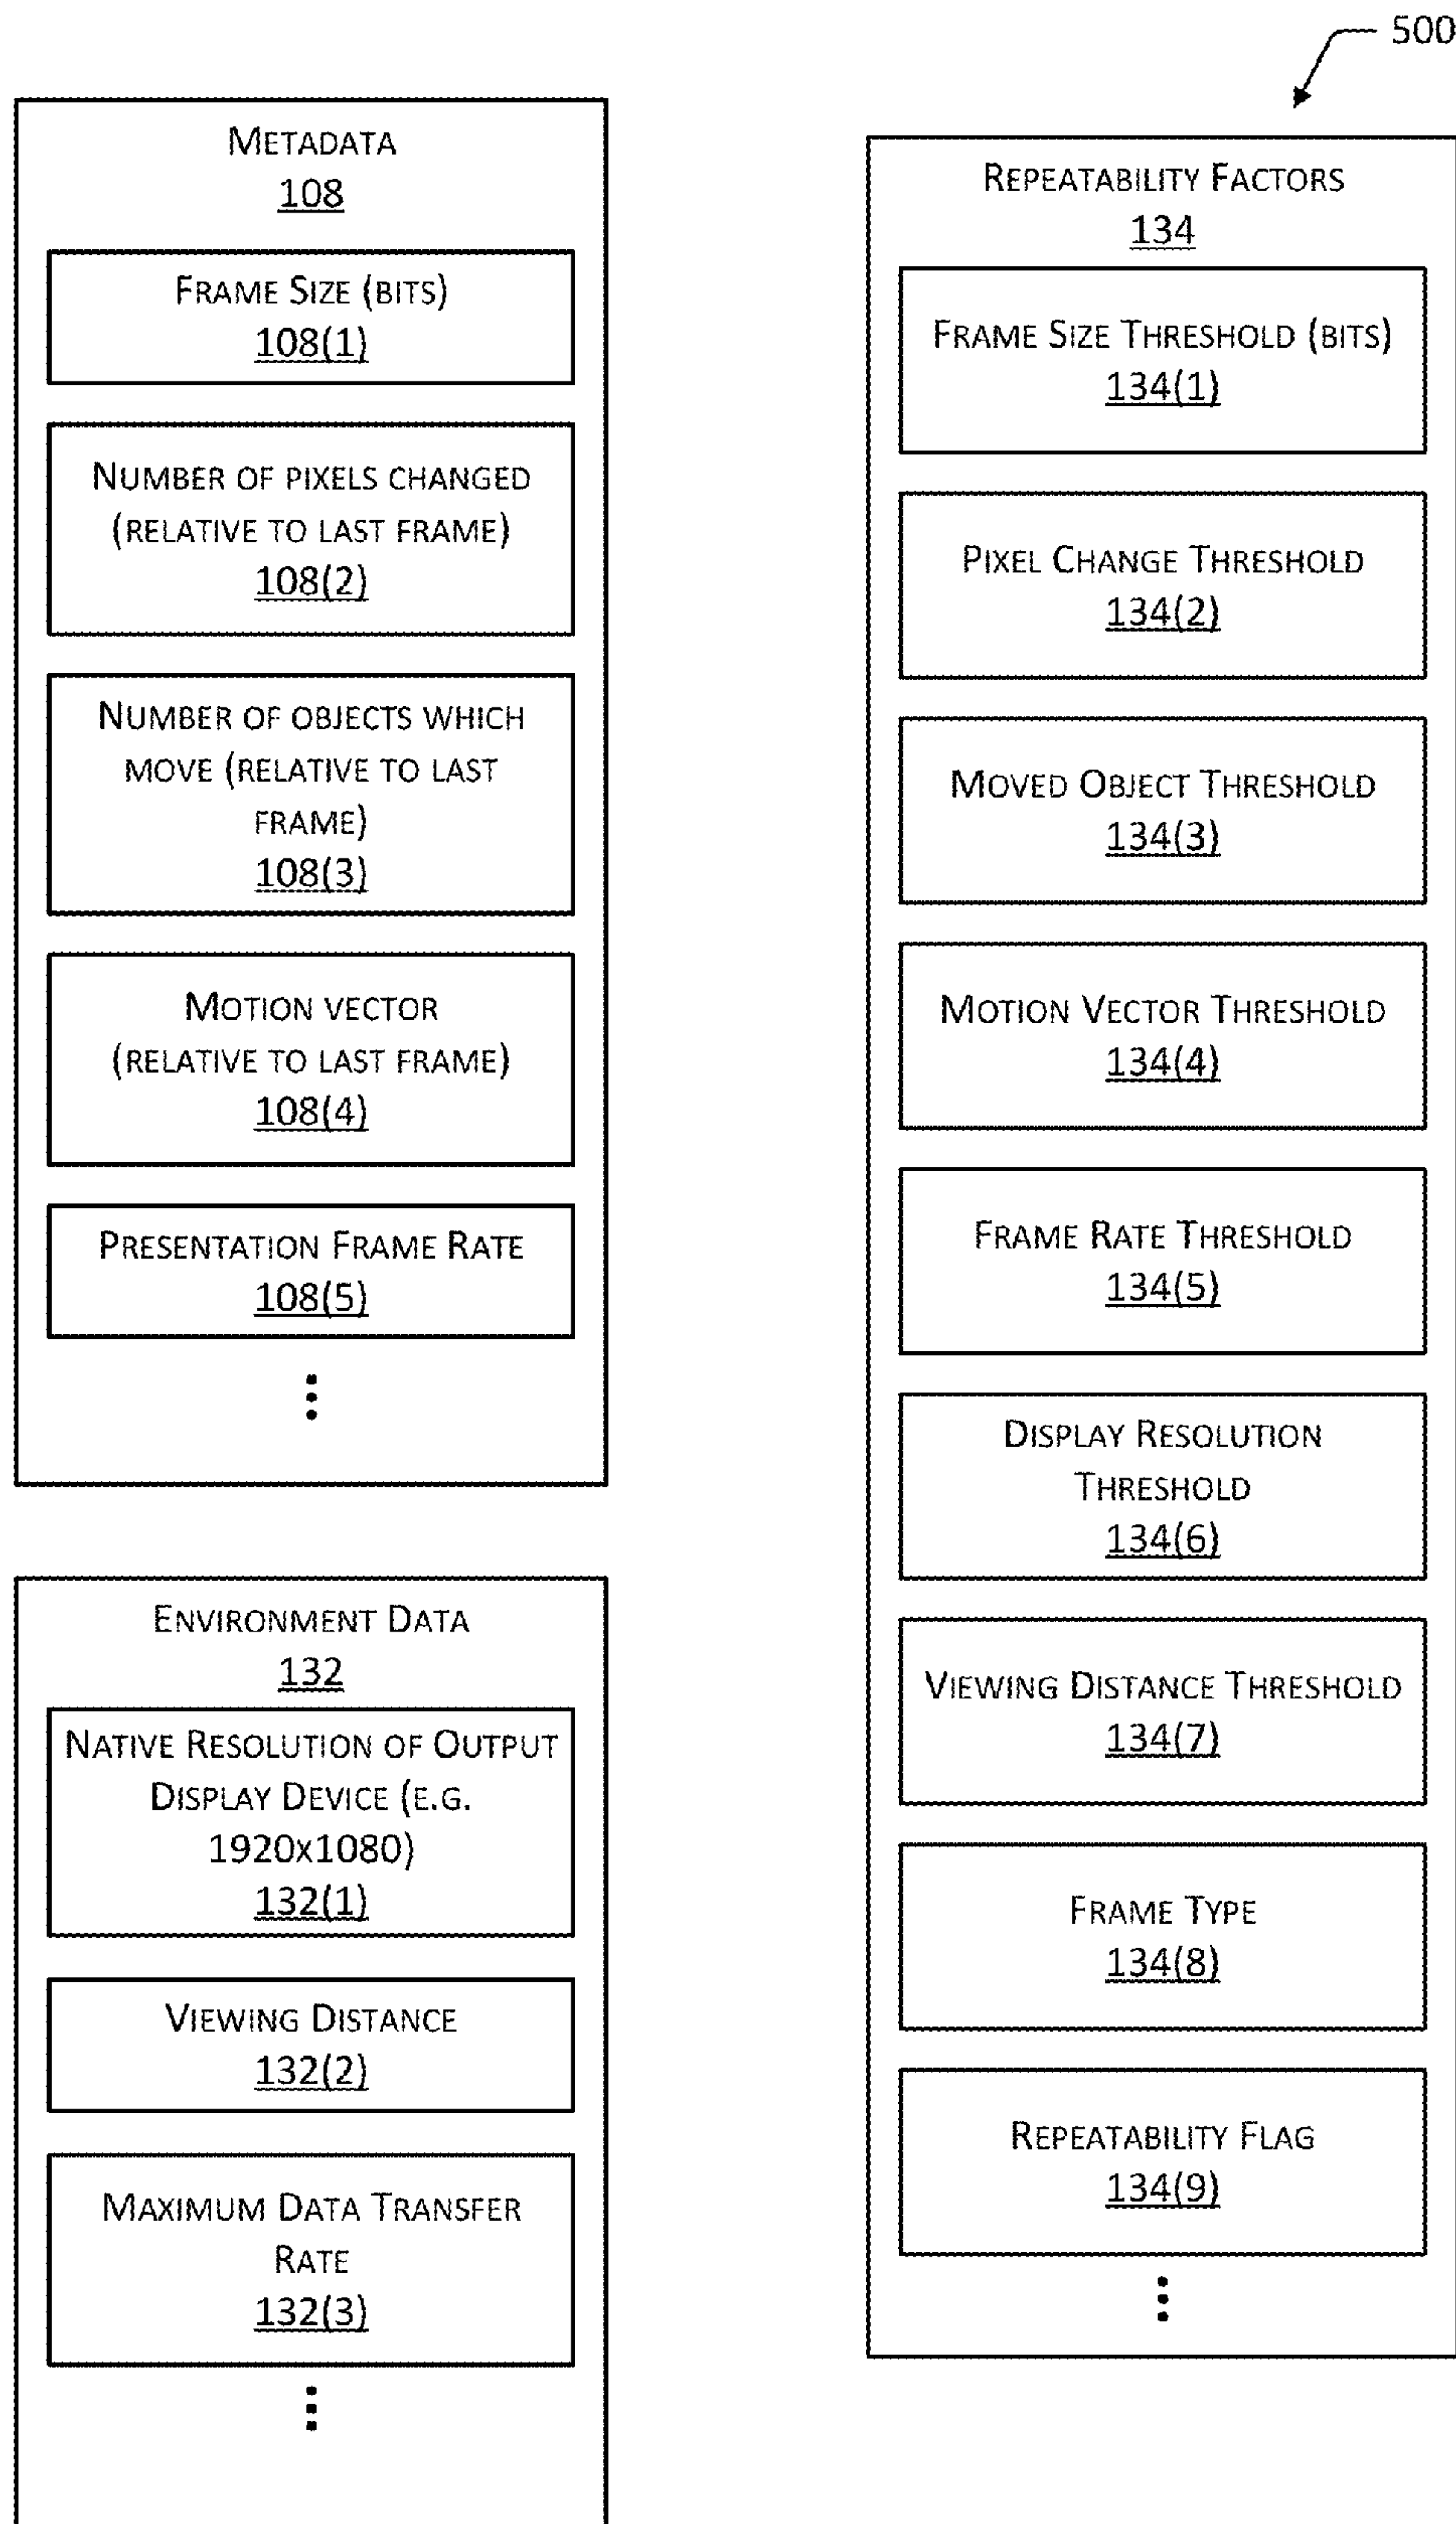 500
METADATA
108
FRAME SIZE (BITS)
108(1)
NUMBER OF PIXELS CHANGED
(RELATIVE TO LAST FRAME)
108(2)
NUMBER OF OBJECTS WHICH
MOVE (RELATIVE TO LAST
FRAME)
108(3)
MOTION VECTOR
(RELATIVE TO LAST FRAME)
108(4)
PRESENTATION FRAME RATE
108(5)
ENVIRONMENT DATA
132
NATIVE RESOLUTION OF OUTPUT
DISPLAY DEVICE (E.G.
1920X1080)
132(1)
VIEWING DISTANCE
132(2)
MAXIMUM DATA TRANSFER
RATE
132(3)
REPEATABILITY FACTORS
134
FRAME SIZE THRESHOLD (BITS)
134(1)
PIXEL CHANGE THRESHOLD
134(2)
MOVED OBJECT THRESHOLD
134(3)
MOTION VECTOR THRESHOLD
134(4)
FRAME RATE THRESHOLD
134(5)
DISPLAY RESOLUTION
THRESHOLD
134(6)
VIEWING DISTANCE THRESHOLD
134(7)
FRAME TYPE
134(8)
REPEATABILITY FLAG
134(9)